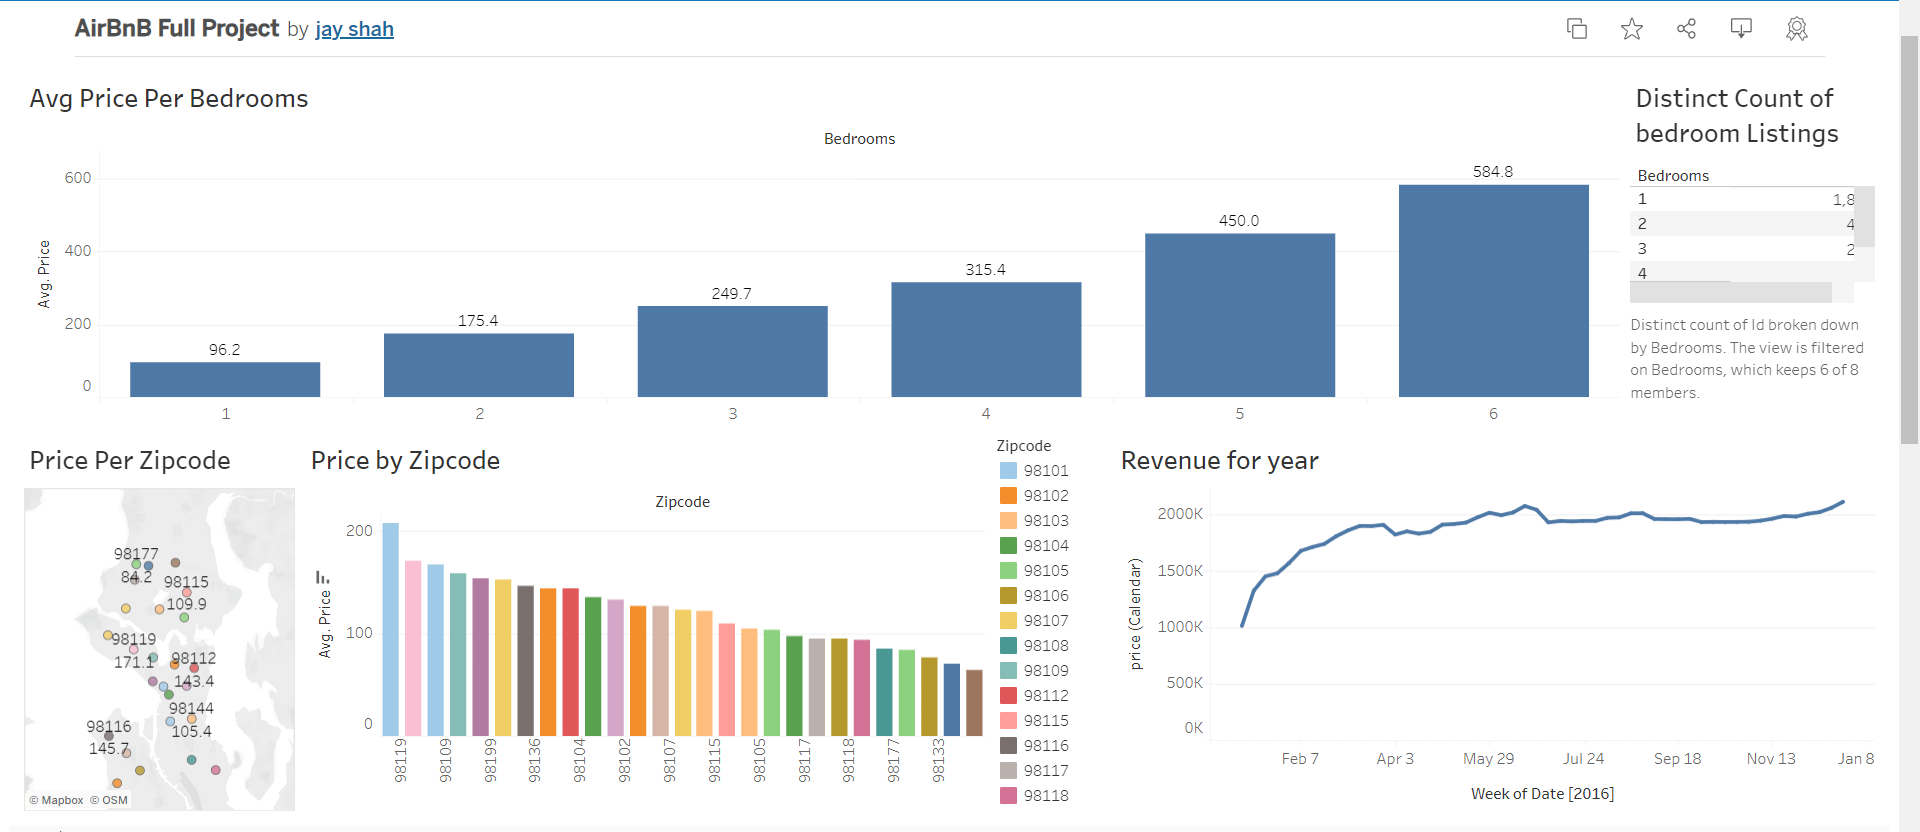 AirBnB Full Project by jay shah
Avg Price Per Bedrooms
Bedrooms
Avg. Price
600
400
200
0
96.2
175.4
249.7
315.4
450.0
584.8
1
2
3
4
5
6
Distinct Count of
bedroom Listings
Bedrooms
1 1,8
2 4
3 2
4
Distinct count of Id broken down
by Bedrooms. The view is filtered
on Bedrooms, which keeps 6 of 8
members.
Price Per Zipcode
98177
84.2
98115
109.9
98119
171.1
98112
143.4
98144
105.4
98116
145.7
© Mapbox © OSM
Price by Zipcode
Zipcode
Avg. Price
200
100
0
98119
98109
98199
98136
98104
98102
98107
98115
98105
98117
98118
98177
98133
Zipcode
98101
98102
98103
98104
98105
98106
98107
98108
98109
98112
98115
98116
98117
98118
Revenue for year
price (Calendar)
2000K
1500K
1000K
500K
0K
Feb 7
Apr 3
May 29
Jul 24
Sep 18
Nov 13
Jan 8
Week of Date [2016]